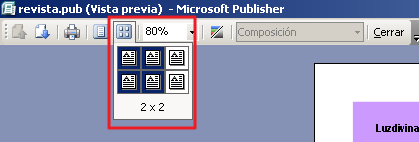 revista.pub (Vista previa) - Microsoft Publisher
80% Composición Cerrar
2 x 2
Luzdivina